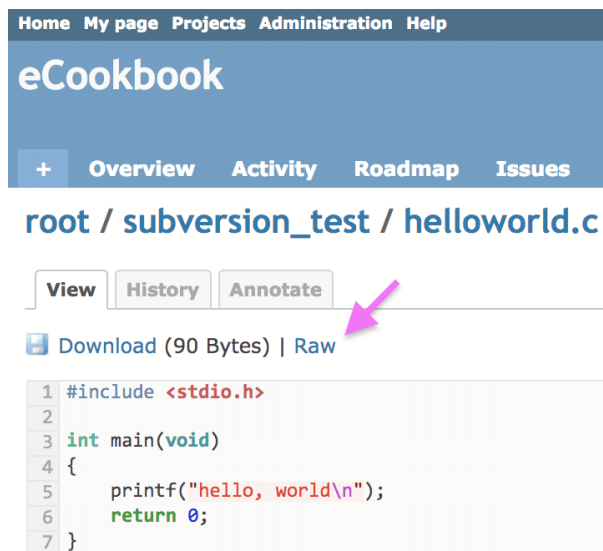 Home My page Projects Administration Help
eCookbook
+ Overview Activity Roadmap Issues
root / subversion_test / helloworld.c
View History Annotate
Download (90 Bytes) | Raw
1 #include <stdio.h>
2
3 int main(void)
4 {
5     printf("hello, world\n");
6     return 0;
7 }